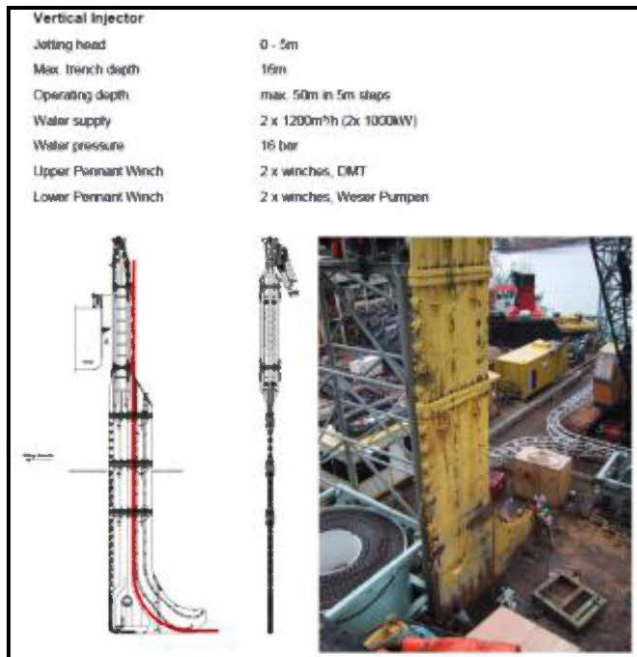 Vertical Injector
Jetting head 0 - 5m
Max. trench depth 16m
Operating depth max. 50m in 5m steps
Water supply 2 x 1200m³/h (2x 1000kW)
Water pressure 16 bar
Upper Pennant Winch 2 x winches, DMT
Lower Pennant Winch 2 x winches, Weser Pumpen